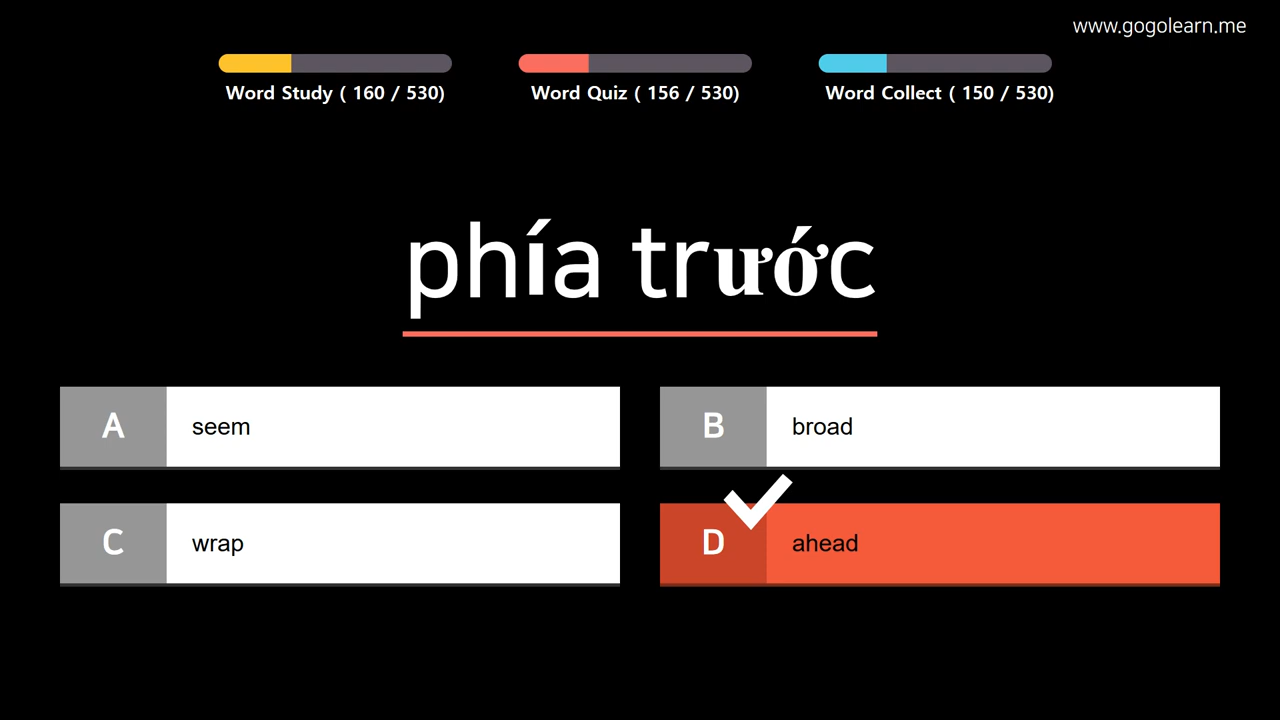 www.gogolearn.me
Word Study ( 160 / 530)
Word Quiz ( 156 / 530)
Word Collect ( 150 / 530)
phía trước
A seem
B broad
C wrap
D ahead